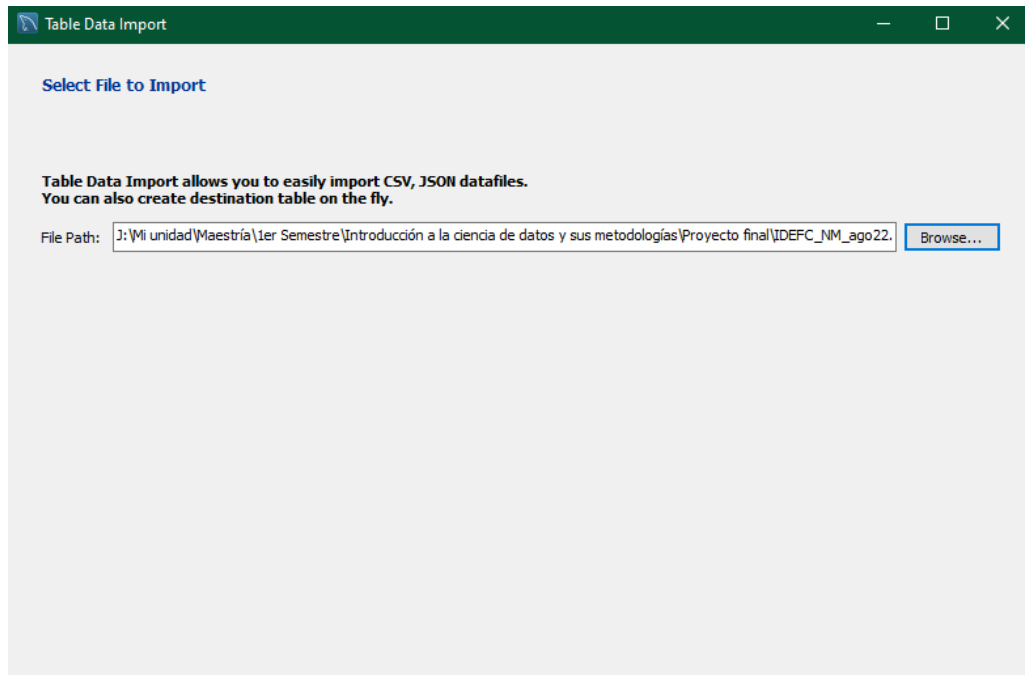 Table Data Import
Select File to Import
Table Data Import allows you to easily import CSV, JSON datafiles.
You can also create destination table on the fly.
File Path: J:\Mi unidad\Maestría\1er Semestre\Introducción a la ciencia de datos y sus metodologías\Proyecto final\IDEFC_NM_ago22. Browse...